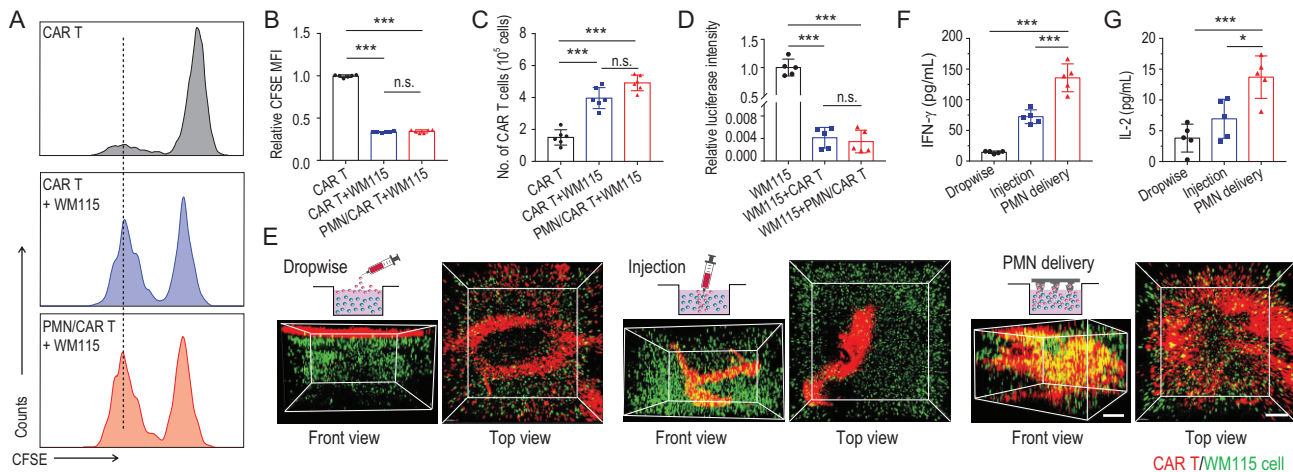 A
CAR T
CAR T
+ WM115
PMN/CAR T
+ WM115
Counts
CFSE
B
Relative CFSE MFI
1.5
1.0
0.5
0.0
***
***
n.s.
CAR T
CAR T+WM115
PMN/CAR T+WM115
C
No. of CAR T cells (10⁵ cells)
8
6
4
2
0
***
***
n.s.
CAR T
CAR T+WM115
PMN/CAR T+WM115
D
Relative luciferase intensity
1.5
1.0
0.5
0.008
0.004
0.000
***
***
n.s.
WM115
WM115+CAR T
WM115+PMN/CAR T
F
IFN-γ (pg/mL)
200
150
100
50
0
***
***
Dropwise
Injection
PMN delivery
G
IL-2 (pg/mL)
20
15
10
5
0
***
*
Dropwise
Injection
PMN delivery
E
Dropwise
Front view
Top view
Injection
Front view
Top view
PMN delivery
Front view
Top view
CAR T/WM115 cell